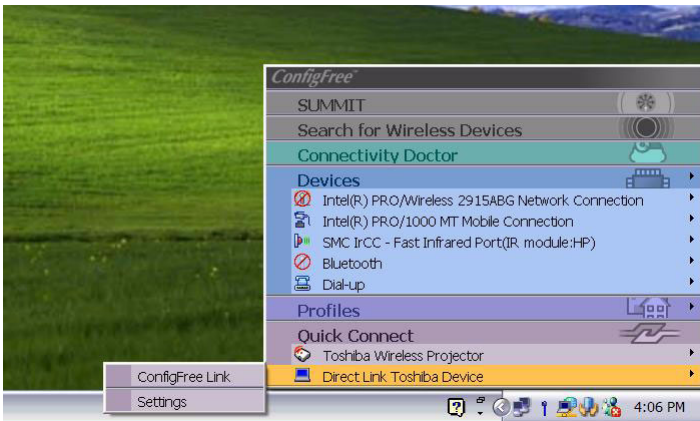 ConfigFree™
SUMMIT
Search for Wireless Devices
Connectivity Doctor
Devices
Intel(R) PRO/Wireless 2915ABG Network Connection
Intel(R) PRO/1000 MT Mobile Connection
SMC IrCC - Fast Infrared Port(IR module:HP)
Bluetooth
Dial-up
Profiles
Quick Connect
Toshiba Wireless Projector
Direct Link Toshiba Device
ConfigFree Link
Settings
4:06 PM